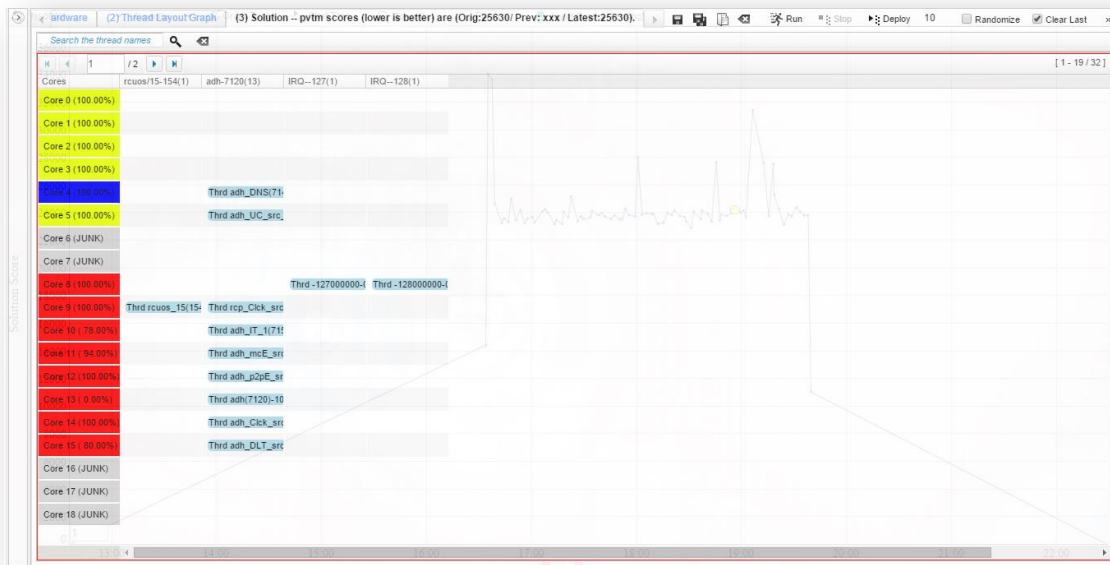 ardware (2) Thread Layout Graph (3) Solution -- pvtm scores (lower is better) are (Orig:25630/ Prev: xxx / Latest:25630). Run Stop Deploy 10 Randomize Clear Last »
Search the thread names
1 / 2 [ 1 - 19 / 32 ]
Cores rcuos/15-154(1) adh-7120(13) IRQ--127(1) IRQ--128(1)
Core 0 (100.00%)
Core 1 (100.00%)
Core 2 (100.00%)
Core 3 (100.00%)
Core 4 (100.00%) Thrd adh_DNS(71
Core 5 (100.00%) Thrd adh_UC_src_
Core 6 (JUNK)
Core 7 (JUNK)
Core 8 (100.00%) Thrd -127000000-( Thrd -128000000-(
Core 9 (100.00%) Thrd rcuos_15(15 Thrd rcp_Clck_src
Core 10 ( 78.00%) Thrd adh_IT_1(715
Core 11 ( 94.00%) Thrd adh_mcE_src
Core 12 (100.00%) Thrd adh_p2pE_sr
Core 13 ( 0.00%) Thrd adh(7120)-10
Core 14 (100.00%) Thrd adh_Clck_src
Core 15 ( 80.00%) Thrd adh_DLT_src
Core 16 (JUNK)
Core 17 (JUNK)
Core 18 (JUNK)
Solution Score
0 1
13:0 14:00 15:00 16:00 17:00 18:00 19:00 20:00 21:00 22:00